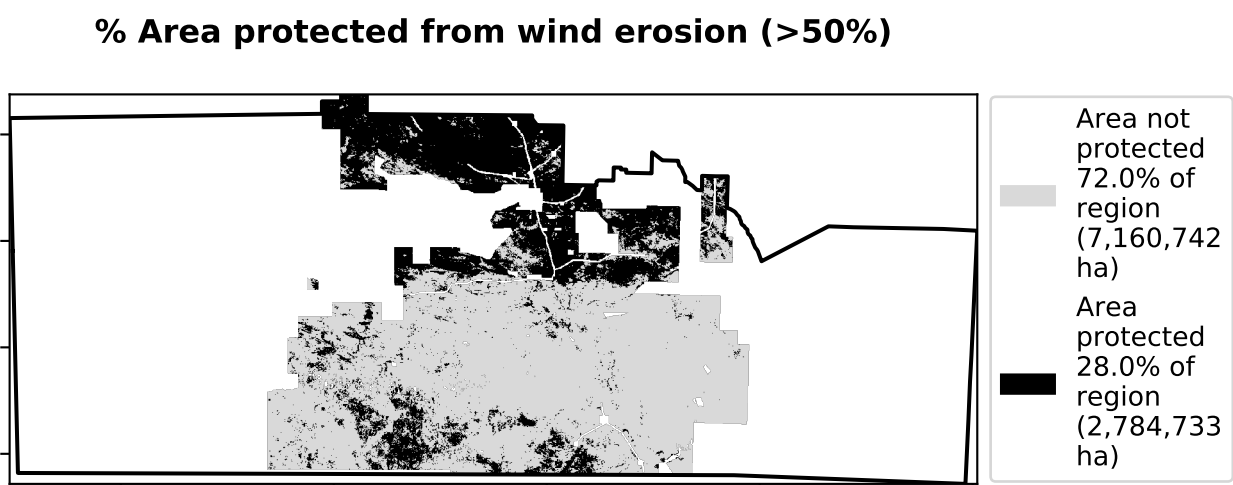 % Area protected from wind erosion (>50%)
Area not
protected
72.0% of
region
(7,160,742
ha)
Area
protected
28.0% of
region
(2,784,733
ha)